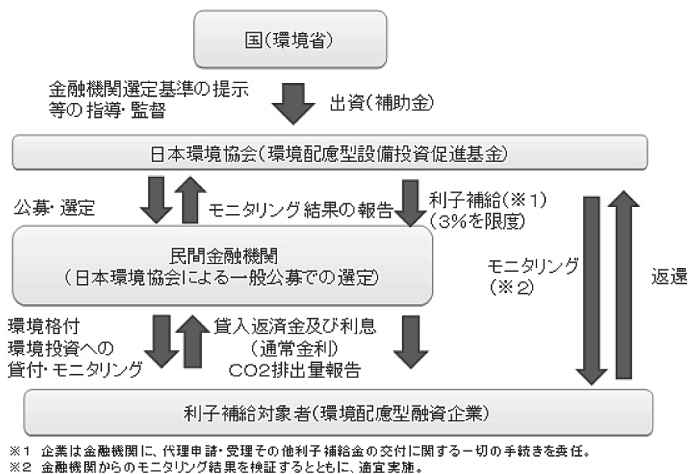 国(環境省)
金融機関選定基準の提示
等の指導・監督
出資(補助金)
日本環境協会(環境配慮型設備投資促進基金)
公募・選定
モニタリング結果の報告
利子補給(※1)
(3%を限度)
民間金融機関
(日本環境協会による一般公募での選定)
モニタリング
(※2)
返還
環境格付
環境投資への
貸付・モニタリング
貸入返済金及び利息
(通常金利)
CO2排出量報告
利子補給対象者(環境配慮型融資企業)
※1 企業は金融機関に、代理申請・受理その他利子補給金の交付に関する一切の手続きを委任。
※2 金融機関からのモニタリング結果を検証するとともに、適宜実施。